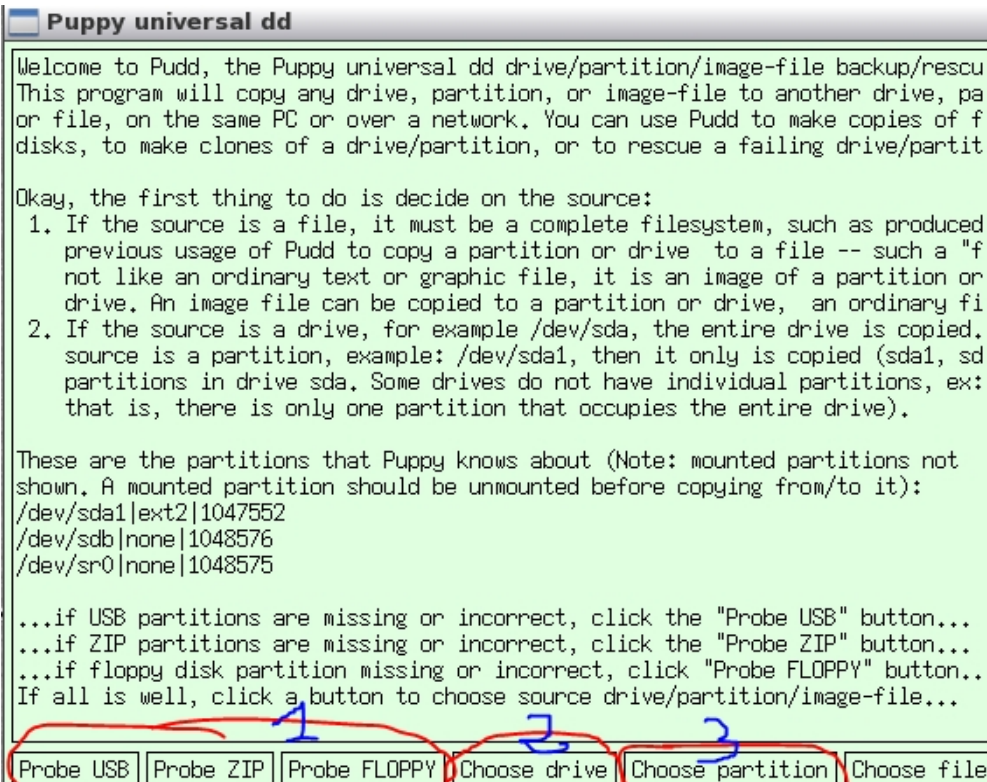 Puppy universal dd
Welcome to Pudd, the Puppy universal dd drive/partition/image-file backup/rescu
This program will copy any drive, partition, or image-file to another drive, pa
or file, on the same PC or over a network. You can use Pudd to make copies of f
disks, to make clones of a drive/partition, or to rescue a failing drive/partit
Okay, the first thing to do is decide on the source:
1. If the source is a file, it must be a complete filesystem, such as produced
previous usage of Pudd to copy a partition or drive to a file -- such a "f
not like an ordinary text or graphic file, it is an image of a partition or
drive. An image file can be copied to a partition or drive, an ordinary fi
2. If the source is a drive, for example /dev/sda, the entire drive is copied.
source is a partition, example: /dev/sda1, then it only is copied (sda1, sd
partitions in drive sda. Some drives do not have individual partitions, ex:
that is, there is only one partition that occupies the entire drive).
These are the partitions that Puppy knows about (Note: mounted partitions not
shown. A mounted partition should be unmounted before copying from/to it):
/dev/sda1|ext2|1047552
/dev/sdb|none|1048576
/dev/sr0|none|1048575
...if USB partitions are missing or incorrect, click the "Probe USB" button...
...if ZIP partitions are missing or incorrect, click the "Probe ZIP" button...
...if floppy disk partition missing or incorrect, click "Probe FLOPPY" button..
If all is well, click a button to choose source drive/partition/image-file...
1 2 3
Probe USB Probe ZIP Probe FLOPPY Choose drive Choose partition Choose file